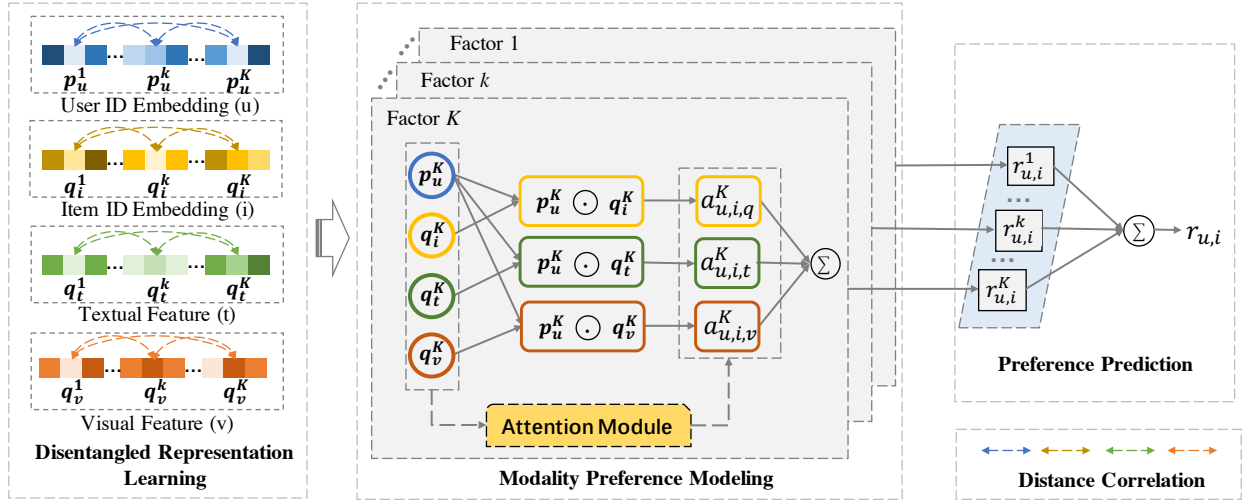 ... ...
p_u^1 p_u^k p_u^K
User ID Embedding (u)
... ...
q_i^1 q_i^k q_i^K
Item ID Embedding (i)
... ...
q_t^1 q_t^k q_t^K
Textual Feature (t)
... ...
q_v^1 q_v^k q_v^K
Visual Feature (v)
Disentangled Representation
Learning
Factor 1
Factor k
Factor K
p_u^K
q_i^K
q_t^K
q_v^K
p_u^K ⊙ q_i^K
p_u^K ⊙ q_t^K
p_u^K ⊙ q_v^K
a_{u,i,q}^K
a_{u,i,t}^K
a_{u,i,v}^K
Σ
Attention Module
Modality Preference Modeling
r_{u,i}^1
...
r_{u,i}^k
...
r_{u,i}^K
Σ
r_{u,i}
Preference Prediction
Distance Correlation